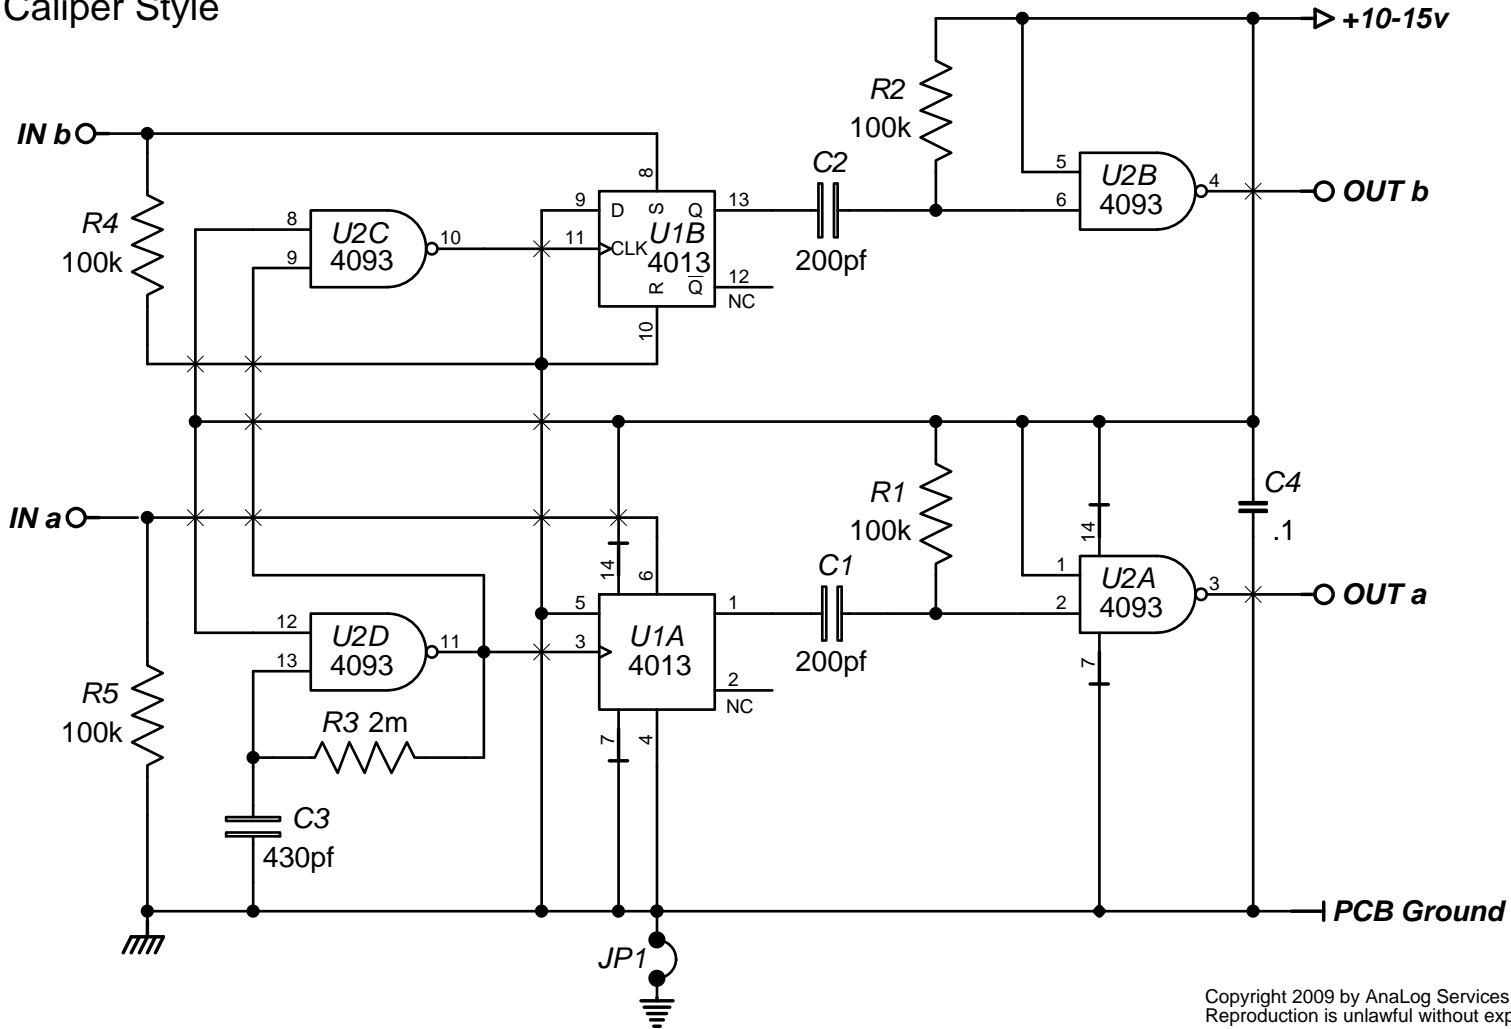 Caliper Style
+10-15v
R2
100k
IN b
C2
200pf
5
6
U2B
4093
4
OUT b
R4
100k
8
9
U2C
4093
10
8
9
11
D
S
Q
CLK
U1B
4013
R
Q
13
12
NC
10
IN a
R1
100k
C4
.1
14
6
14
C1
200pf
1
2
U2A
4093
3
OUT a
7
12
13
U2D
4093
11
5
3
U1A
4013
1
2
NC
7
4
R5
100k
R3 2m
C3
430pf
PCB Ground
JP1
Copyright 2009 by AnaLog Services
Reproduction is unlawful without exp